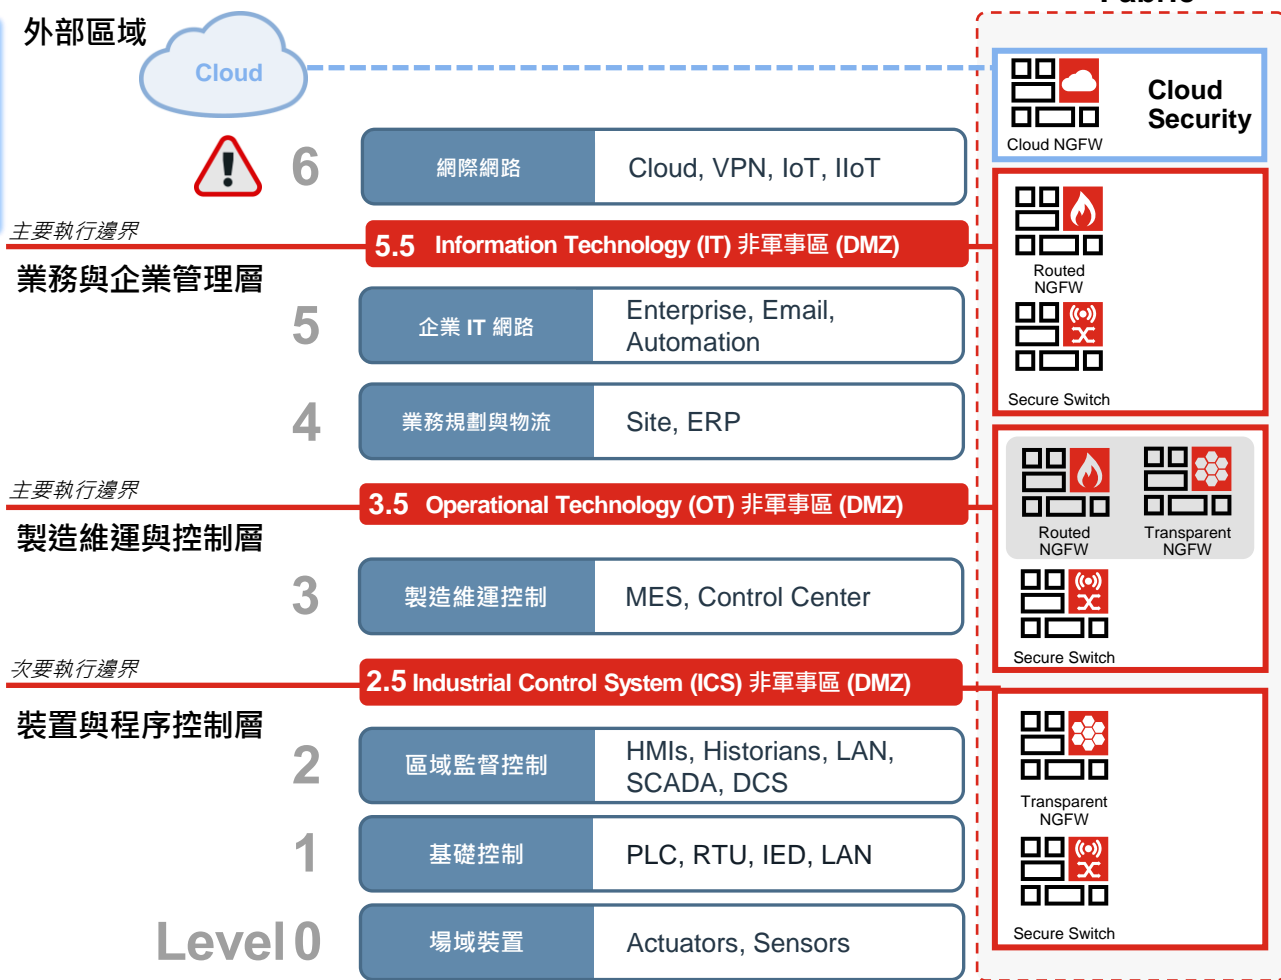 Fabric
外部區域
Cloud
Cloud
Security
Cloud NGFW
6
網際網路
Cloud, VPN, IoT, IIoT
主要執行邊界
5.5 Information Technology (IT) 非軍事區 (DMZ)
Routed
NGFW
業務與企業管理層
5
企業 IT 網路
Enterprise, Email,
Automation
Secure Switch
4
業務規劃與物流
Site, ERP
主要執行邊界
3.5 Operational Technology (OT) 非軍事區 (DMZ)
Routed
NGFW
Transparent
NGFW
製造維運與控制層
3
製造維運控制
MES, Control Center
Secure Switch
次要執行邊界
2.5 Industrial Control System (ICS) 非軍事區 (DMZ)
裝置與程序控制層
2
區域監督控制
HMIs, Historians, LAN,
SCADA, DCS
Transparent
NGFW
1
基礎控制
PLC, RTU, IED, LAN
Level 0
場域裝置
Actuators, Sensors
Secure Switch